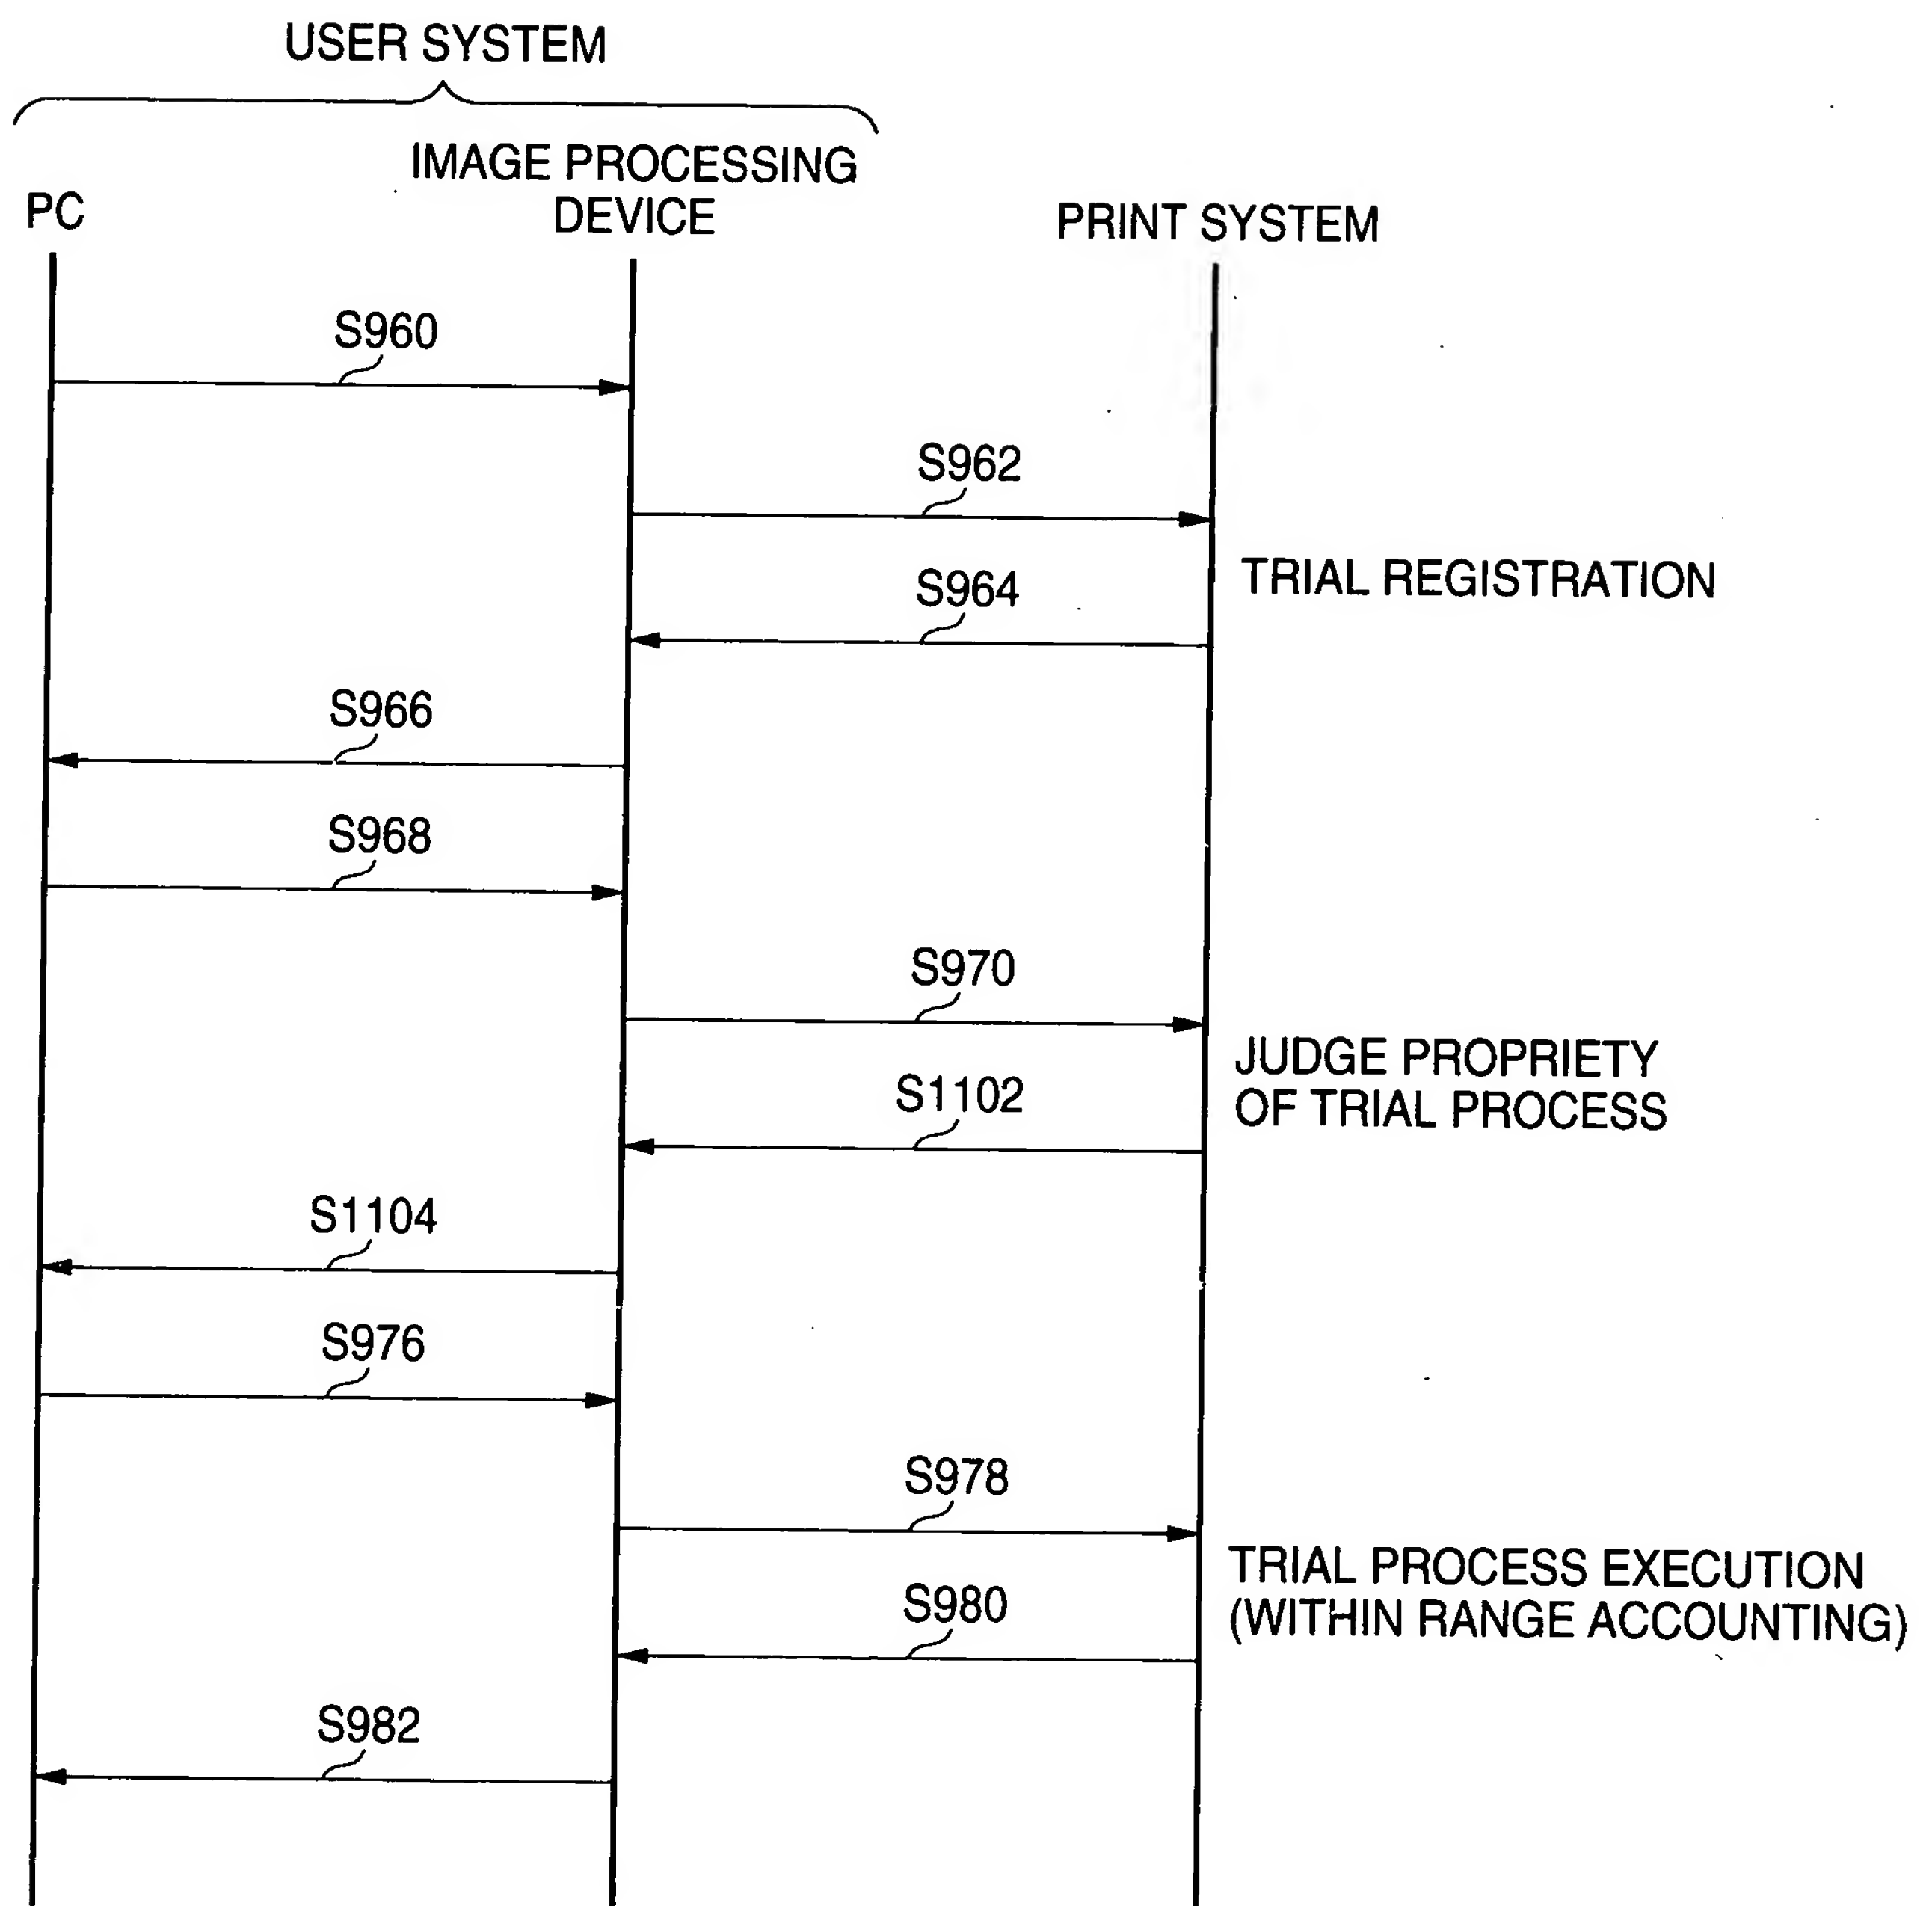 USER SYSTEM
IMAGE PROCESSING
DEVICE
PC
PRINT SYSTEM
S960
S962
TRIAL REGISTRATION
S964
S966
S968
S970
JUDGE PROPRIETY
OF TRIAL PROCESS
S1102
S1104
S976
S978
TRIAL PROCESS EXECUTION
(WITHIN RANGE ACCOUNTING)
S980
S982